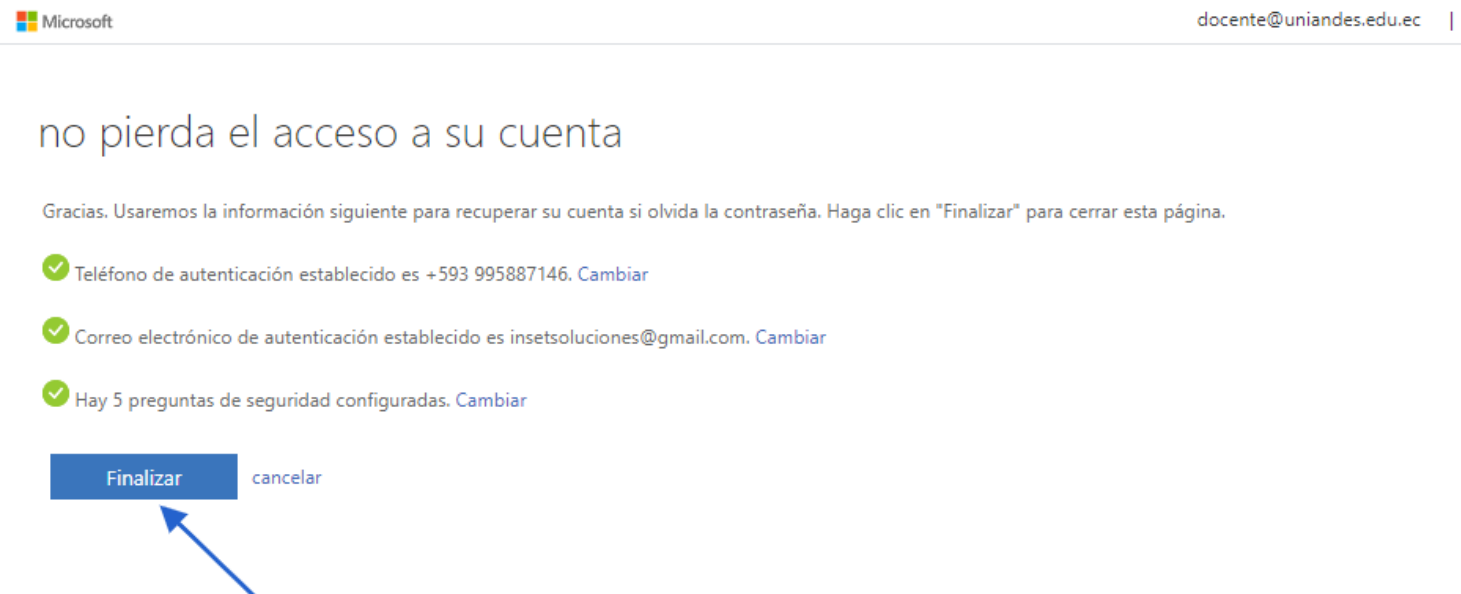 Microsoft
docente@uniandes.edu.ec |
no pierda el acceso a su cuenta
Gracias. Usaremos la información siguiente para recuperar su cuenta si olvida la contraseña. Haga clic en "Finalizar" para cerrar esta página.
Teléfono de autenticación establecido es +593 995887146. Cambiar
Correo electrónico de autenticación establecido es insetsoluciones@gmail.com. Cambiar
Hay 5 preguntas de seguridad configuradas. Cambiar
Finalizar cancelar